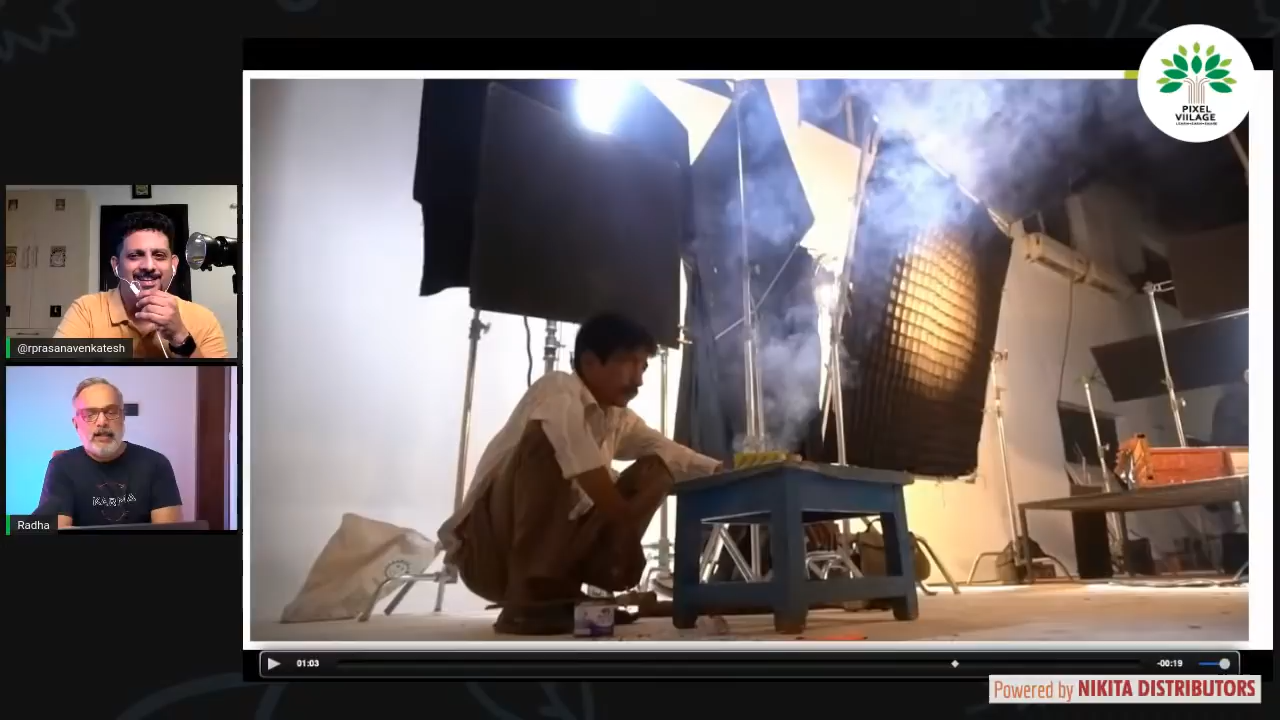 PIXEL
VIILAGE
@rprasanavenkatesh
KARMA
Radha
01:03
-00:19
Powered by NIKITA DISTRIBUTORS